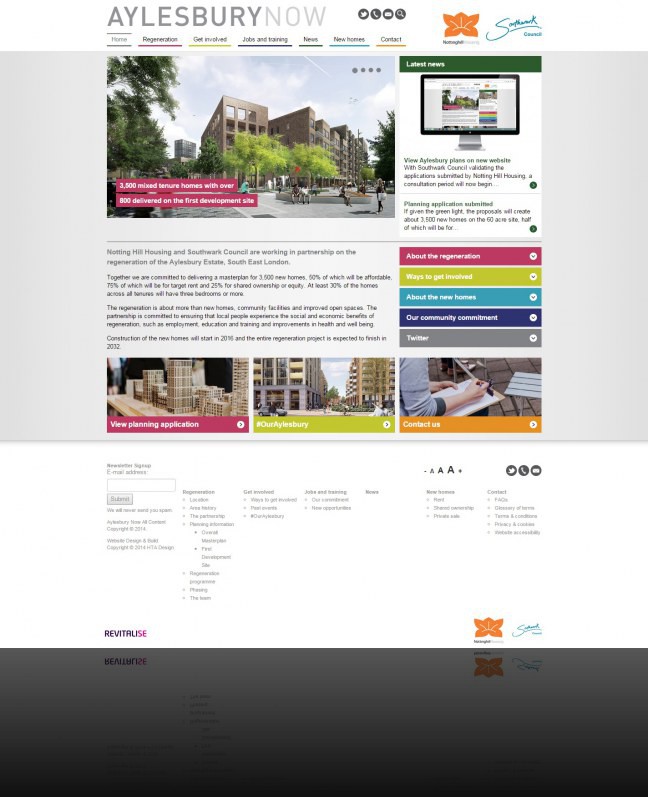 AYLESBURYNOW
Nottinghill Housing
Southwark
Council
Home Regeneration Get involved Jobs and training News New homes Contact
3,500 mixed tenure homes with over
800 delivered on the first development site
Latest news
View Aylesbury plans on new website
With Southwark Council validating the
applications submitted by Notting Hill Housing, a
consultation period will now begin...
Planning application submitted
If given the green light, the proposals will create
about 3,500 new homes on the 60 acre site, half
of which will be for...
Notting Hill Housing and Southwark Council are working in partnership on the
regeneration of the Aylesbury Estate, South East London.
Together we are committed to delivering a masterplan for 3,500 new homes, 50% of which will be affordable,
75% of which will be for target rent and 25% for shared ownership or equity. At least 30% of the homes
across all tenures will have three bedrooms or more.
The regeneration is about more than new homes, community facilities and improved open spaces. The
partnership is committed to ensuring that local people experience the social and economic benefits of
regeneration, such as employment, education and training and improvements in health and well being.
Construction of the new homes will start in 2016 and the entire regeneration project is expected to finish in
2032.
About the regeneration
Ways to get involved
About the new homes
Our community commitment
Twitter
View planning application
#OurAylesbury
Contact us
Newsletter Signup
E-mail address:
Submit
We will never send you spam.
Aylesbury Now All Content
Copyright © 2014
Website Design & Build
Copyright © 2014 HTA Design
- A A A +
Regeneration
Location
Area history
The partnership
Planning information
Overall
Masterplan
First
Development
Site
Regeneration
programme
Phasing
The team
Get involved
Ways to get involved
Past events
#OurAylesbury
Jobs and training
Our commitment
New opportunities
News
New homes
Rent
Shared ownership
Private sale
Contact
FAQs
Glossary of terms
Terms & conditions
Privacy & cookies
Website accessibility
REVITALISE
Nottinghill Housing
Southwark
Council